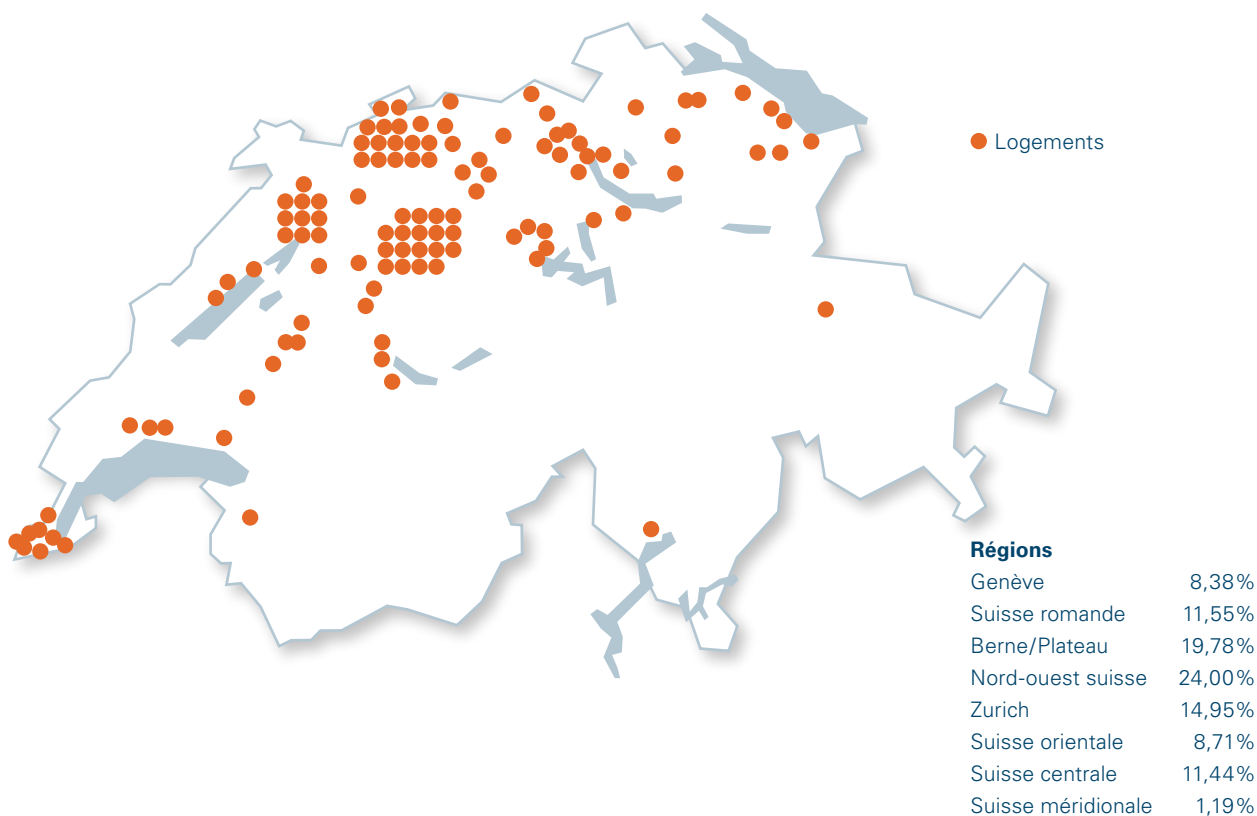 Logements
Régions
Genève 8,38%
Suisse romande 11,55%
Berne/Plateau 19,78%
Nord-ouest suisse 24,00%
Zurich 14,95%
Suisse orientale 8,71%
Suisse centrale 11,44%
Suisse méridionale 1,19%